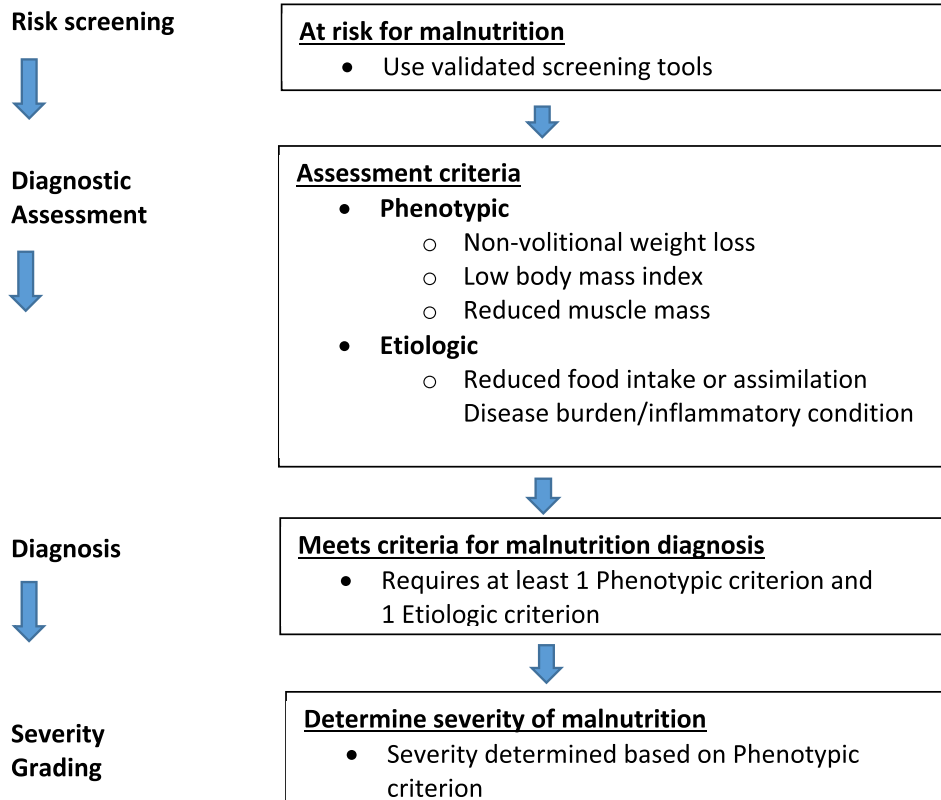 Risk screening
At risk for malnutrition
• Use validated screening tools
Diagnostic
Assessment
Assessment criteria
• Phenotypic
o Non-volitional weight loss
o Low body mass index
o Reduced muscle mass
• Etiologic
o Reduced food intake or assimilation
Disease burden/inflammatory condition
Diagnosis
Meets criteria for malnutrition diagnosis
• Requires at least 1 Phenotypic criterion and
1 Etiologic criterion
Severity
Grading
Determine severity of malnutrition
• Severity determined based on Phenotypic
criterion